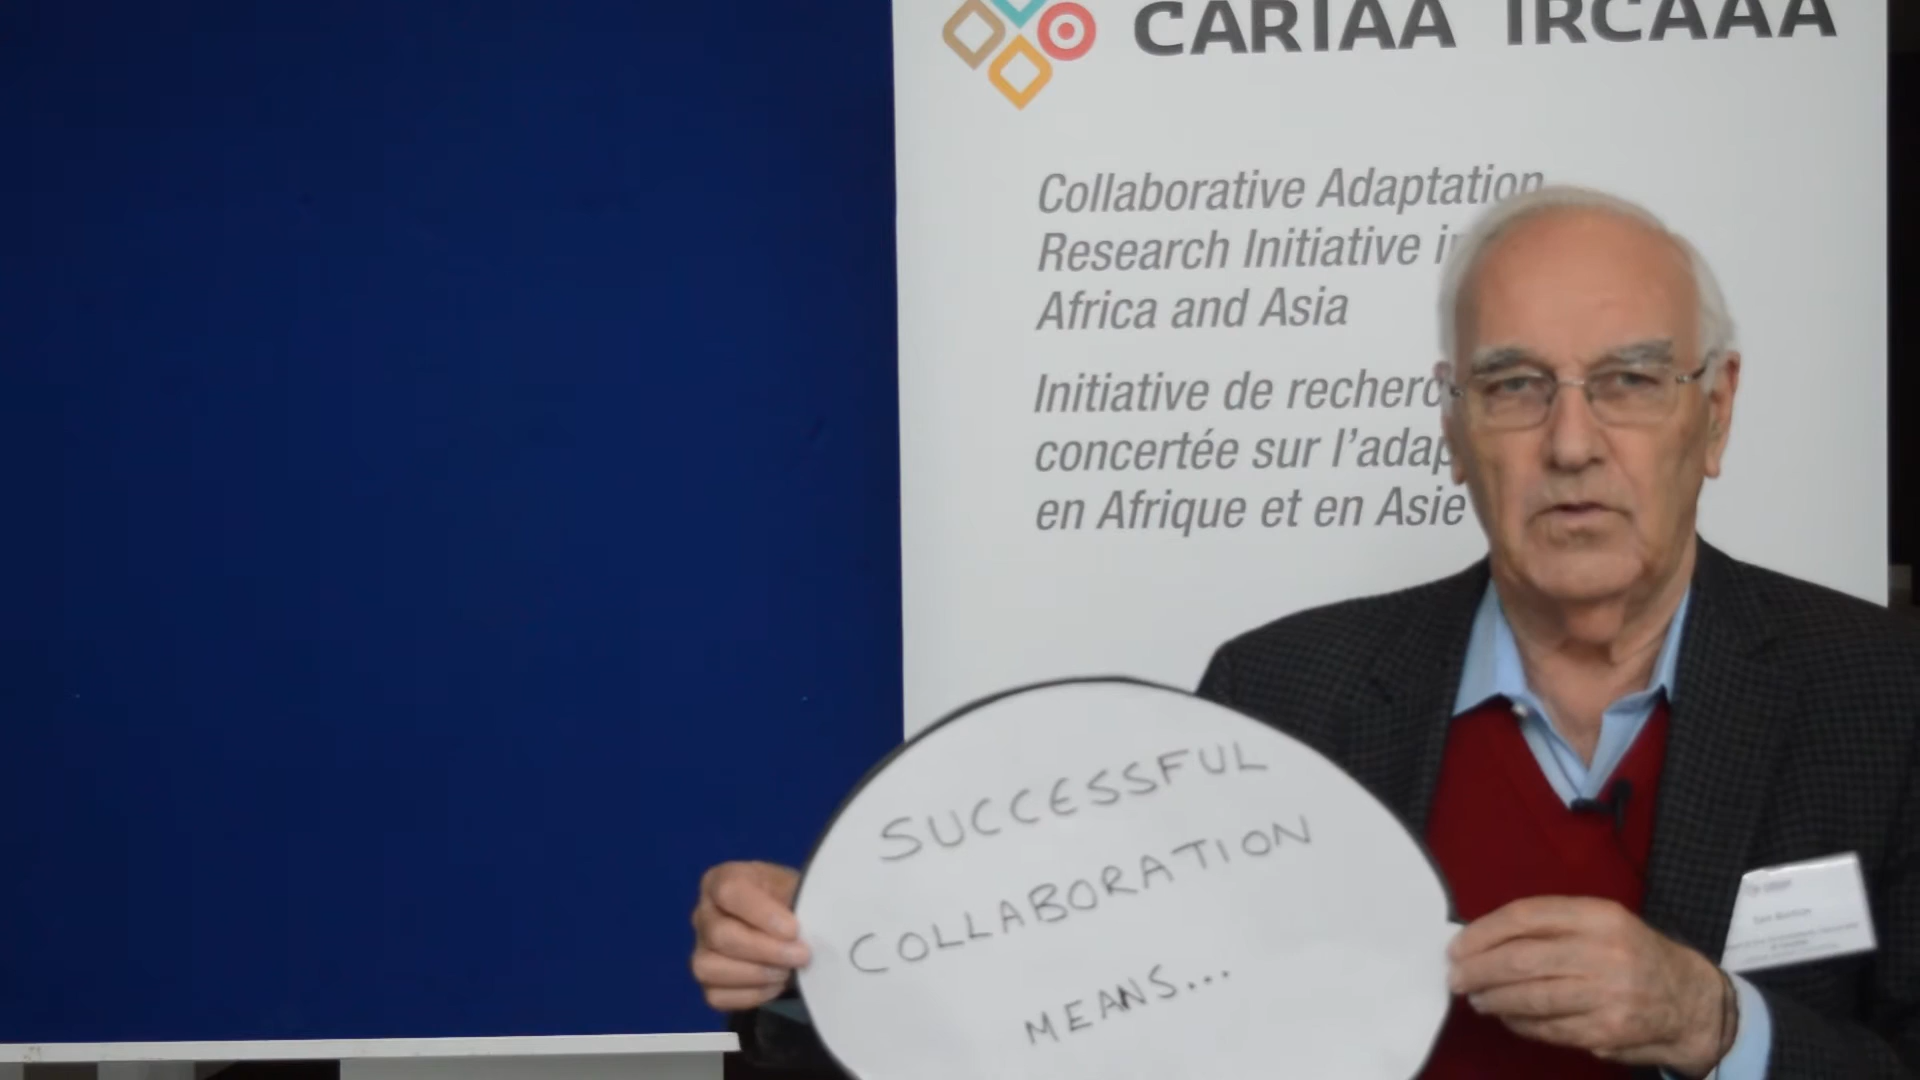 CARIAA IRCAAA
Collaborative Adaptation
Research Initiative in
Africa and Asia
Initiative de recherc
concertée sur l'adap
en Afrique et en Asie
SUCCESSFUL
COLLABORATION
MEANS...